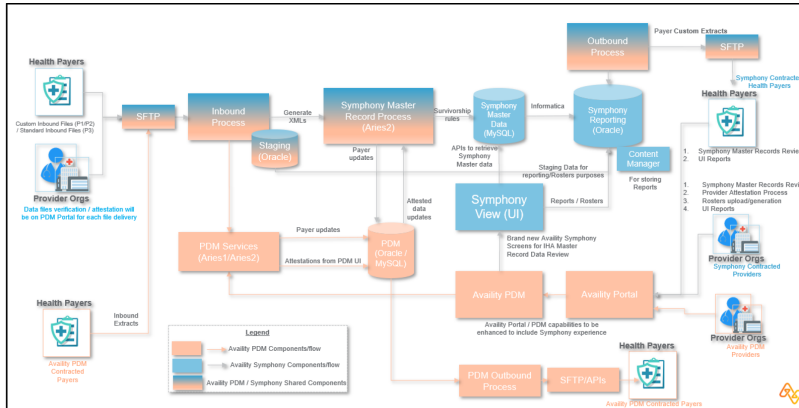 Health Payers
Custom Inbound Files (P1/P2)
/ Standard Inbound Files (P3)
Provider Orgs
Data files verification / attestation will
be on PDM Portal for each file delivery
SFTP
Inbound
Process
Staging
(Oracle)
Generate
XMLs
Symphony Master
Record Process
(Aries2)
Survivorship
rules
Symphony
Master
Data
(MySQL)
Informatica
Outbound
Process
Payer Custom Extracts
SFTP
Symphony Contracted
Health Payers
Symphony
Reporting
(Oracle)
Content
Manager
For storing
Reports
Health Payers
1. Symphony Master Records Review
2. UI Reports
1. Symphony Master Records Review
2. Provider Attestation Process
3. Rosters upload/generation
4. UI Reports
Payer
updates
APIs to retrieve
Symphony
Master data
Staging Data for
reporting/Rosters purposes
Attested
data
updates
Symphony
View (UI)
Reports / Rosters
PDM Services
(Aries1/Aries2)
Payer updates
Attestations from PDM UI
PDM
(Oracle /
MySQL)
Brand new Availity Symphony
Screens for IHA Master
Record Data Review
Provider Orgs
Symphony Contracted
Providers
Availity PDM
Availity Portal
Availity Portal / PDM capabilities to be
enhanced to include Symphony experience
Provider Orgs
Availity PDM
Providers
Health Payers
Inbound
Extracts
Availity PDM
Contracted
Payers
Legend
Availity PDM Components/flow
Availity Symphony Components/flow
Availity PDM / Symphony Shared Components
PDM Outbound
Process
SFTP/APIs
Health Payers
Availity PDM Contracted Payers